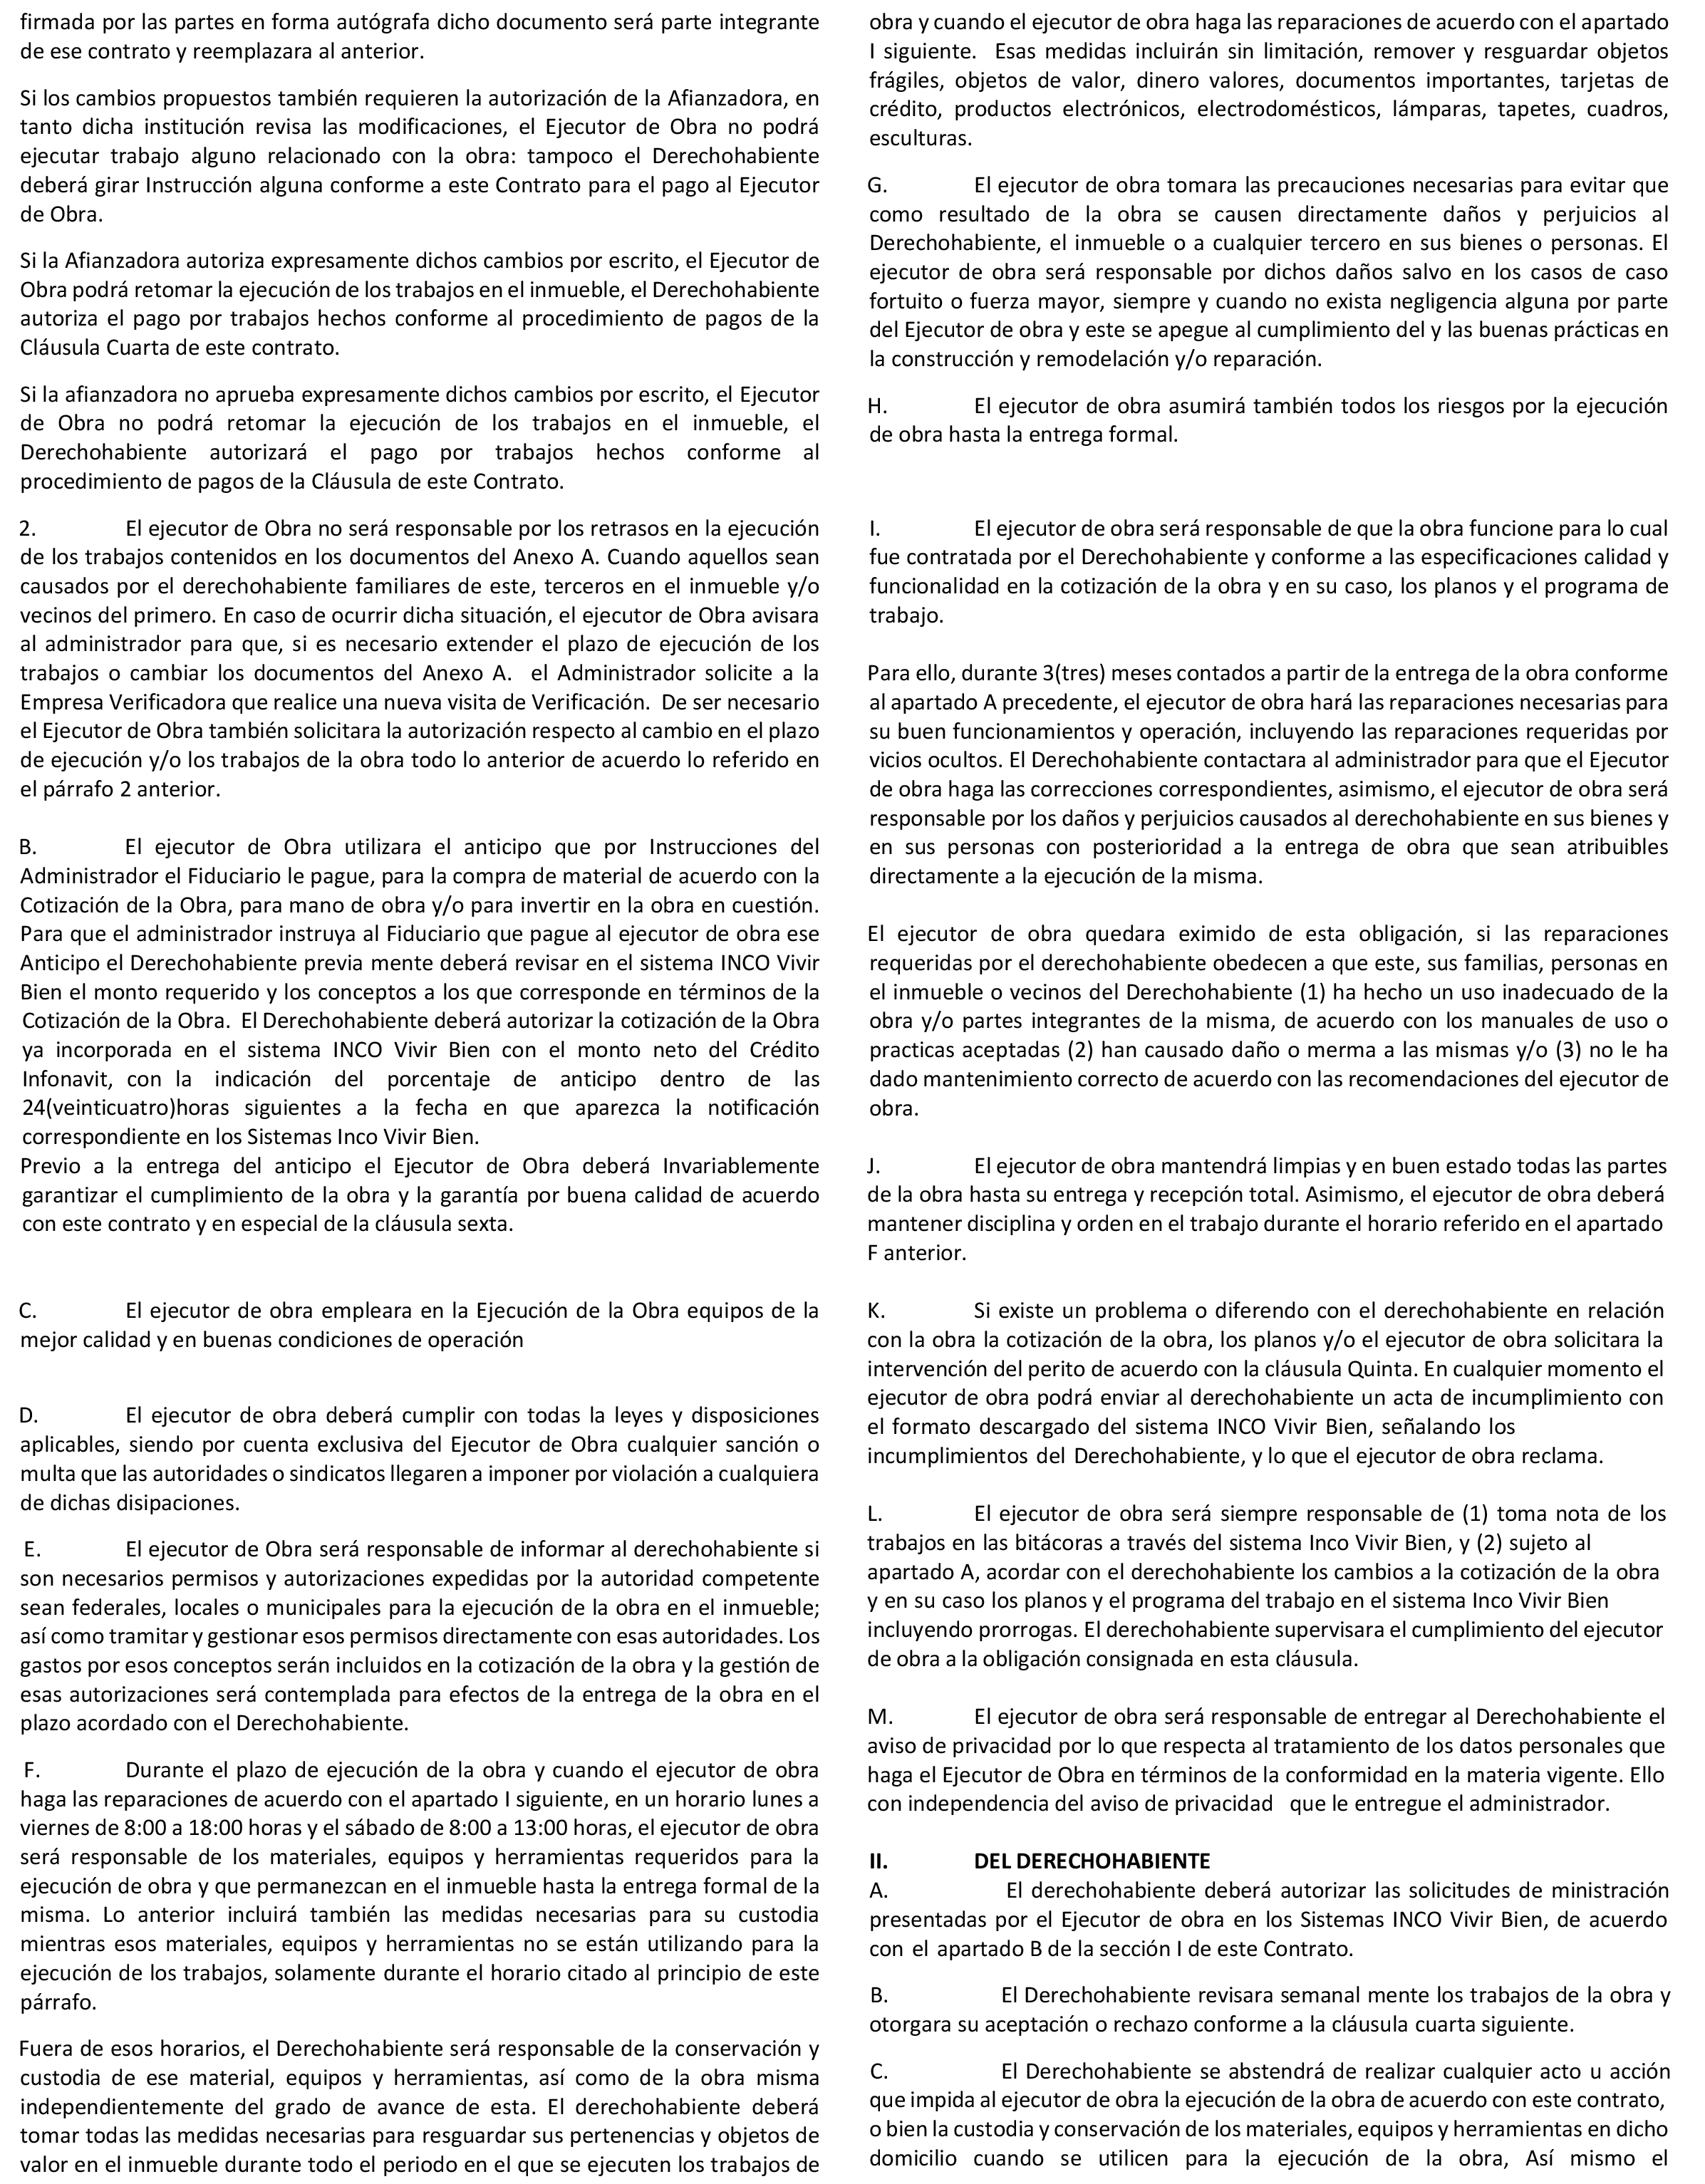 firmada por las partes en forma autógrafa dicho documento será parte integrante
de ese contrato y reemplazara al anterior.
Si los cambios propuestos también requieren la autorización de la Afianzadora, en
tanto dicha institución revisa las modificaciones, el Ejecutor de Obra no podrá
ejecutar trabajo alguno relacionado con la obra: tampoco el Derechohabiente
deberá girar Instrucción alguna conforme a este Contrato para el pago al Ejecutor
de Obra.
Si la Afianzadora autoriza expresamente dichos cambios por escrito, el Ejecutor de
Obra podrá retomar la ejecución de los trabajos en el inmueble, el Derechohabiente
autoriza el pago por trabajos hechos conforme al procedimiento de pagos de la
Cláusula Cuarta de este contrato.
Si la afianzadora no aprueba expresamente dichos cambios por escrito, el Ejecutor
de Obra no podrá retomar la ejecución de los trabajos en el inmueble, el
Derechohabiente autorizará el pago por trabajos hechos conforme al
procedimiento de pagos de la Cláusula de este Contrato.
2. El ejecutor de Obra no será responsable por los retrasos en la ejecución
de los trabajos contenidos en los documentos del Anexo A. Cuando aquellos sean
causados por el derechohabiente familiares de este, terceros en el inmueble y/o
vecinos del primero. En caso de ocurrir dicha situación, el ejecutor de Obra avisara
al administrador para que, si es necesario extender el plazo de ejecución de los
trabajos o cambiar los documentos del Anexo A. el Administrador solicite a la
Empresa Verificadora que realice una nueva visita de Verificación. De ser necesario
el Ejecutor de Obra también solicitara la autorización respecto al cambio en el plazo
de ejecución y/o los trabajos de la obra todo lo anterior de acuerdo lo referido en
el párrafo 2 anterior.
B. El ejecutor de Obra utilizara el anticipo que por Instrucciones del
Administrador el Fiduciario le pague, para la compra de material de acuerdo con la
Cotización de la Obra, para mano de obra y/o para invertir en la obra en cuestión.
Para que el administrador instruya al Fiduciario que pague al ejecutor de obra ese
Anticipo el Derechohabiente previa mente deberá revisar en el sistema INCO Vivir
Bien el monto requerido y los conceptos a los que corresponde en términos de la
Cotización de la Obra. El Derechohabiente deberá autorizar la cotización de la Obra
ya incorporada en el sistema INCO Vivir Bien con el monto neto del Crédito
Infonavit, con la indicación del porcentaje de anticipo dentro de las
24(veinticuatro)horas siguientes a la fecha en que aparezca la notificación
correspondiente en los Sistemas Inco Vivir Bien.
Previo a la entrega del anticipo el Ejecutor de Obra deberá Invariablemente
garantizar el cumplimiento de la obra y la garantía por buena calidad de acuerdo
con este contrato y en especial de la cláusula sexta.
C. El ejecutor de obra empleara en la Ejecución de la Obra equipos de la
mejor calidad y en buenas condiciones de operación
D. El ejecutor de obra deberá cumplir con todas la leyes y disposiciones
aplicables, siendo por cuenta exclusiva del Ejecutor de Obra cualquier sanción o
multa que las autoridades o sindicatos llegaren a imponer por violación a cualquiera
de dichas disipaciones.
E. El ejecutor de Obra será responsable de informar al derechohabiente si
son necesarios permisos y autorizaciones expedidas por la autoridad competente
sean federales, locales o municipales para la ejecución de la obra en el inmueble;
así como tramitar y gestionar esos permisos directamente con esas autoridades. Los
gastos por esos conceptos serán incluidos en la cotización de la obra y la gestión de
esas autorizaciones será contemplada para efectos de la entrega de la obra en el
plazo acordado con el Derechohabiente.
F. Durante el plazo de ejecución de la obra y cuando el ejecutor de obra
haga las reparaciones de acuerdo con el apartado I siguiente, en un horario lunes a
viernes de 8:00 a 18:00 horas y el sábado de 8:00 a 13:00 horas, el ejecutor de obra
será responsable de los materiales, equipos y herramientas requeridos para la
ejecución de obra y que permanezcan en el inmueble hasta la entrega formal de la
misma. Lo anterior incluirá también las medidas necesarias para su custodia
mientras esos materiales, equipos y herramientas no se están utilizando para la
ejecución de los trabajos, solamente durante el horario citado al principio de este
párrafo.
Fuera de esos horarios, el Derechohabiente será responsable de la conservación y
custodia de ese material, equipos y herramientas, así como de la obra misma
independientemente del grado de avance de esta. El derechohabiente deberá
tomar todas las medidas necesarias para resguardar sus pertenencias y objetos de
valor en el inmueble durante todo el periodo en el que se ejecuten los trabajos de
obra y cuando el ejecutor de obra haga las reparaciones de acuerdo con el apartado
I siguiente. Esas medidas incluirán sin limitación, remover y resguardar objetos
frágiles, objetos de valor, dinero valores, documentos importantes, tarjetas de
crédito, productos electrónicos, electrodomésticos, lámparas, tapetes, cuadros,
esculturas.
G. El ejecutor de obra tomara las precauciones necesarias para evitar que
como resultado de la obra se causen directamente daños y perjuicios al
Derechohabiente, el inmueble o a cualquier tercero en sus bienes o personas. El
ejecutor de obra será responsable por dichos daños salvo en los casos de caso
fortuito o fuerza mayor, siempre y cuando no exista negligencia alguna por parte
del Ejecutor de obra y este se apegue al cumplimiento del y las buenas prácticas en
la construcción y remodelación y/o reparación.
H. El ejecutor de obra asumirá también todos los riesgos por la ejecución
de obra hasta la entrega formal.
I. El ejecutor de obra será responsable de que la obra funcione para lo cual
fue contratada por el Derechohabiente y conforme a las especificaciones calidad y
funcionalidad en la cotización de la obra y en su caso, los planos y el programa de
trabajo.
Para ello, durante 3(tres) meses contados a partir de la entrega de la obra conforme
al apartado A precedente, el ejecutor de obra hará las reparaciones necesarias para
su buen funcionamientos y operación, incluyendo las reparaciones requeridas por
vicios ocultos. El Derechohabiente contactara al administrador para que el Ejecutor
de obra haga las correcciones correspondientes, asimismo, el ejecutor de obra será
responsable por los daños y perjuicios causados al derechohabiente en sus bienes y
en sus personas con posterioridad a la entrega de obra que sean atribuibles
directamente a la ejecución de la misma.
El ejecutor de obra quedara eximido de esta obligación, si las reparaciones
requeridas por el derechohabiente obedecen a que este, sus familias, personas en
el inmueble o vecinos del Derechohabiente (1) ha hecho un uso inadecuado de la
obra y/o partes integrantes de la misma, de acuerdo con los manuales de uso o
practicas aceptadas (2) han causado daño o merma a las mismas y/o (3) no le ha
dado mantenimiento correcto de acuerdo con las recomendaciones del ejecutor de
obra.
J. El ejecutor de obra mantendrá limpias y en buen estado todas las partes
de la obra hasta su entrega y recepción total. Asimismo, el ejecutor de obra deberá
mantener disciplina y orden en el trabajo durante el horario referido en el apartado
F anterior.
K. Si existe un problema o diferendo con el derechohabiente en relación
con la obra la cotización de la obra, los planos y/o el ejecutor de obra solicitara la
intervención del perito de acuerdo con la cláusula Quinta. En cualquier momento el
ejecutor de obra podrá enviar al derechohabiente un acta de incumplimiento con
el formato descargado del sistema INCO Vivir Bien, señalando los
incumplimientos del Derechohabiente, y lo que el ejecutor de obra reclama.
L. El ejecutor de obra será siempre responsable de (1) toma nota de los
trabajos en las bitácoras a través del sistema Inco Vivir Bien, y (2) sujeto al
apartado A, acordar con el derechohabiente los cambios a la cotización de la obra
y en su caso los planos y el programa del trabajo en el sistema Inco Vivir Bien
incluyendo prorrogas. El derechohabiente supervisara el cumplimiento del ejecutor
de obra a la obligación consignada en esta cláusula.
M. El ejecutor de obra será responsable de entregar al Derechohabiente el
aviso de privacidad por lo que respecta al tratamiento de los datos personales que
haga el Ejecutor de Obra en términos de la conformidad en la materia vigente. Ello
con independencia del aviso de privacidad que le entregue el administrador.
II. DEL DERECHOHABIENTE
A. El derechohabiente deberá autorizar las solicitudes de ministración
presentadas por el Ejecutor de obra en los Sistemas INCO Vivir Bien, de acuerdo
con el apartado B de la sección I de este Contrato.
B. El Derechohabiente revisara semanal mente los trabajos de la obra y
otorgara su aceptación o rechazo conforme a la cláusula cuarta siguiente.
C. El Derechohabiente se abstendrá de realizar cualquier acto u acción
que impida al ejecutor de obra la ejecución de la obra de acuerdo con este contrato,
o bien la custodia y conservación de los materiales, equipos y herramientas en dicho
domicilio cuando se utilicen para la ejecución de la obra, Así mismo el